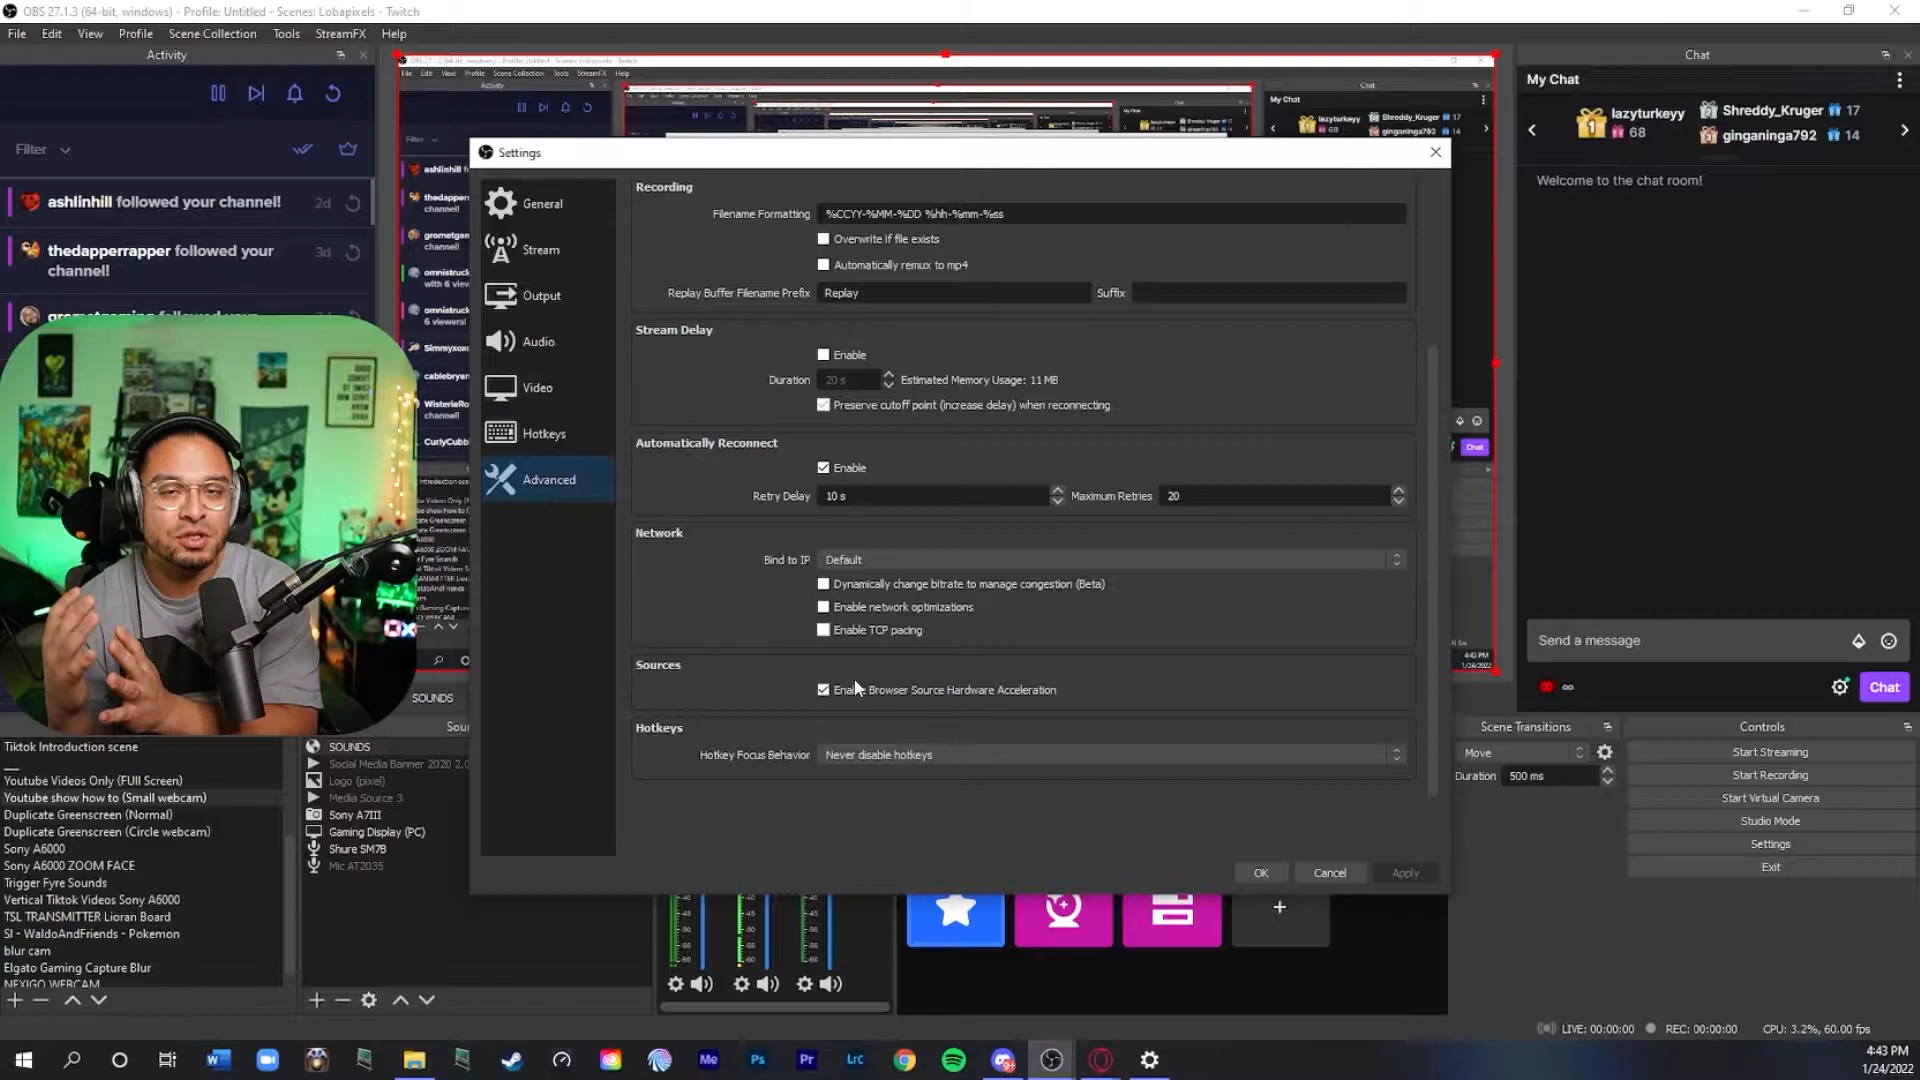 OBS 27.1.3 (64-bit, windows) - Profile: Untitled - Scenes: Lobapixels - Twitch
File Edit View Profile Scene Collection Tools StreamFX Help
Activity
Filter
ashlinhill followed your channel! 2d
thedapperrapper followed your channel! 3d
Chat
My Chat
1 lazyturkeyy 68
Shreddy_Kruger 17
ginganinga792 14
Welcome to the chat room!
Send a message
Chat
Settings
General
Stream
Output
Audio
Video
Hotkeys
Advanced
Recording
Filename Formatting %CCYY-%MM-%DD %hh-%mm-%ss
Overwrite if file exists
Automatically remux to mp4
Replay Buffer Filename Prefix Replay Suffix
Stream Delay
Enable
Duration 20 s Estimated Memory Usage: 11 MB
Preserve cutoff point (increase delay) when reconnecting
Automatically Reconnect
Enable
Retry Delay 10 s Maximum Retries 20
Network
Bind to IP Default
Dynamically change bitrate to manage congestion (Beta)
Enable network optimizations
Enable TCP pacing
Sources
Enable Browser Source Hardware Acceleration
Hotkeys
Hotkey Focus Behavior Never disable hotkeys
OK Cancel Apply
SOUNDS
Tiktok Introduction scene
Youtube Videos Only (FUll Screen)
Youtube show how to (Small webcam)
Duplicate Greenscreen (Normal)
Duplicate Greenscreen (Circle webcam)
Sony A6000
Sony A6000 ZOOM FACE
Trigger Fyre Sounds
Vertical Tiktok Videos Sony A6000
TSL TRANSMITTER Lioran Board
SI - WaldoAndFriends - Pokemon
blur cam
Elgato Gaming Capture Blur
NEXIGO WEBCAM
SOUNDS
Social Media Banner 2020 2.0
Logo (pixel)
Media Source 3
Sony A7III
Gaming Display (PC)
Shure SM7B
Mic AT2035
Scene Transitions
Move
Duration 500 ms
Controls
Start Streaming
Start Recording
Start Virtual Camera
Studio Mode
Settings
Exit
LIVE: 00:00:00 REC: 00:00:00 CPU: 3.2%, 60.00 fps
4:43 PM
1/24/2022